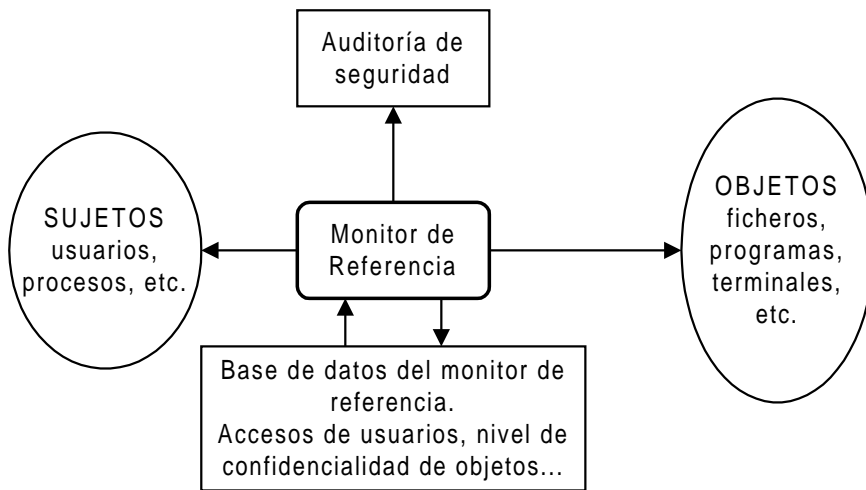 Auditoría de
seguridad
SUJETOS
usuarios,
procesos, etc.
Monitor de
Referencia
OBJETOS
ficheros,
programas,
terminales,
etc.
Base de datos del monitor de
referencia.
Accesos de usuarios, nivel de
confidencialidad de objetos...